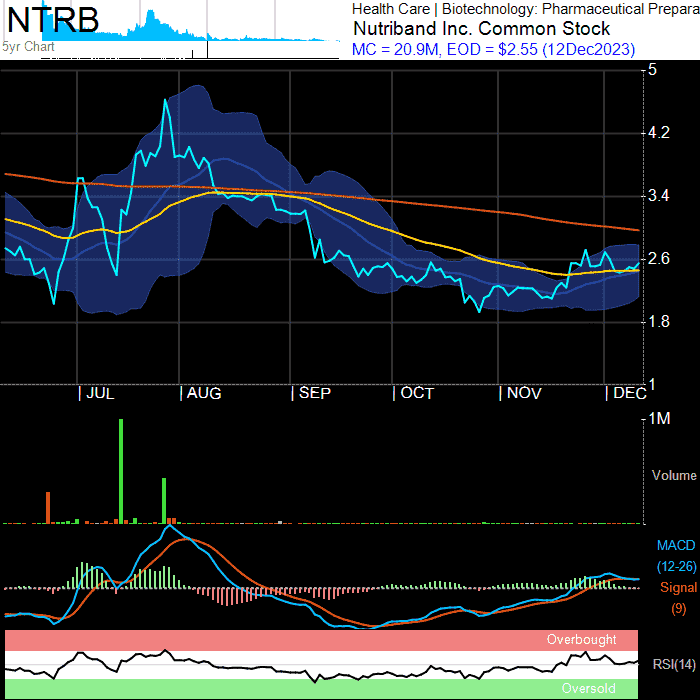 NTRB
5yr Chart
Health Care | Biotechnology: Pharmaceutical Prepara
Nutriband Inc. Common Stock
MC = 20.9M, EOD = $2.55 (12Dec2023)
5
4.2
3.4
2.6
1.8
1
| JUL | AUG | SEP | OCT | NOV | DEC
1M
Volume
MACD
(12-26)
Signal
(9)
Overbought
RSI(14)
Oversold